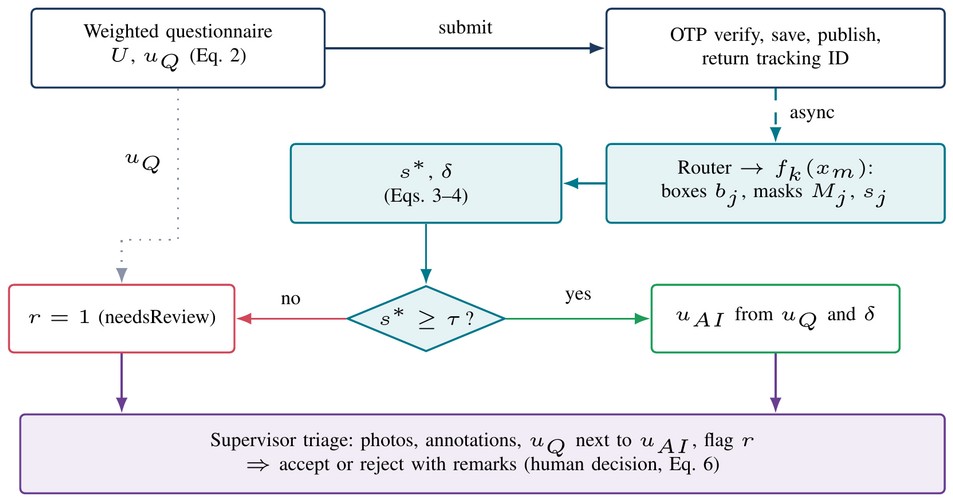 Weighted questionnaire
U, u_Q (Eq. 2)
submit
OTP verify, save, publish,
return tracking ID
async
u_Q
s*, δ
(Eqs. 3–4)
Router → f_k(x_m):
boxes b_j, masks M_j, s_j
r = 1 (needsReview)
no
s* ≥ τ?
yes
u_AI from u_Q and δ
Supervisor triage: photos, annotations, u_Q next to u_AI, flag r
⇒ accept or reject with remarks (human decision, Eq. 6)